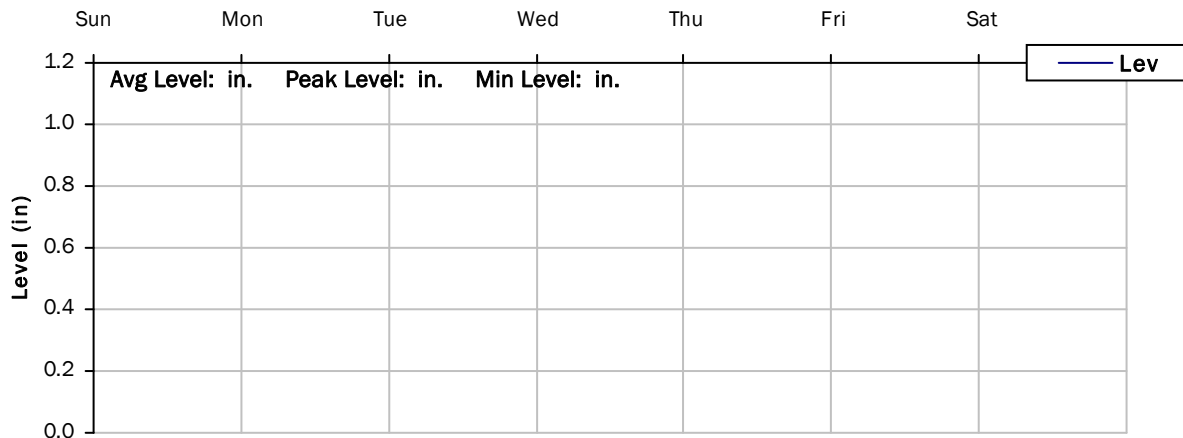 Sun Mon Tue Wed Thu Fri Sat
1.2
Lev
Avg Level: in. Peak Level: in. Min Level: in.
1.0
0.8
0.6
0.4
0.2
0.0
Level (in)